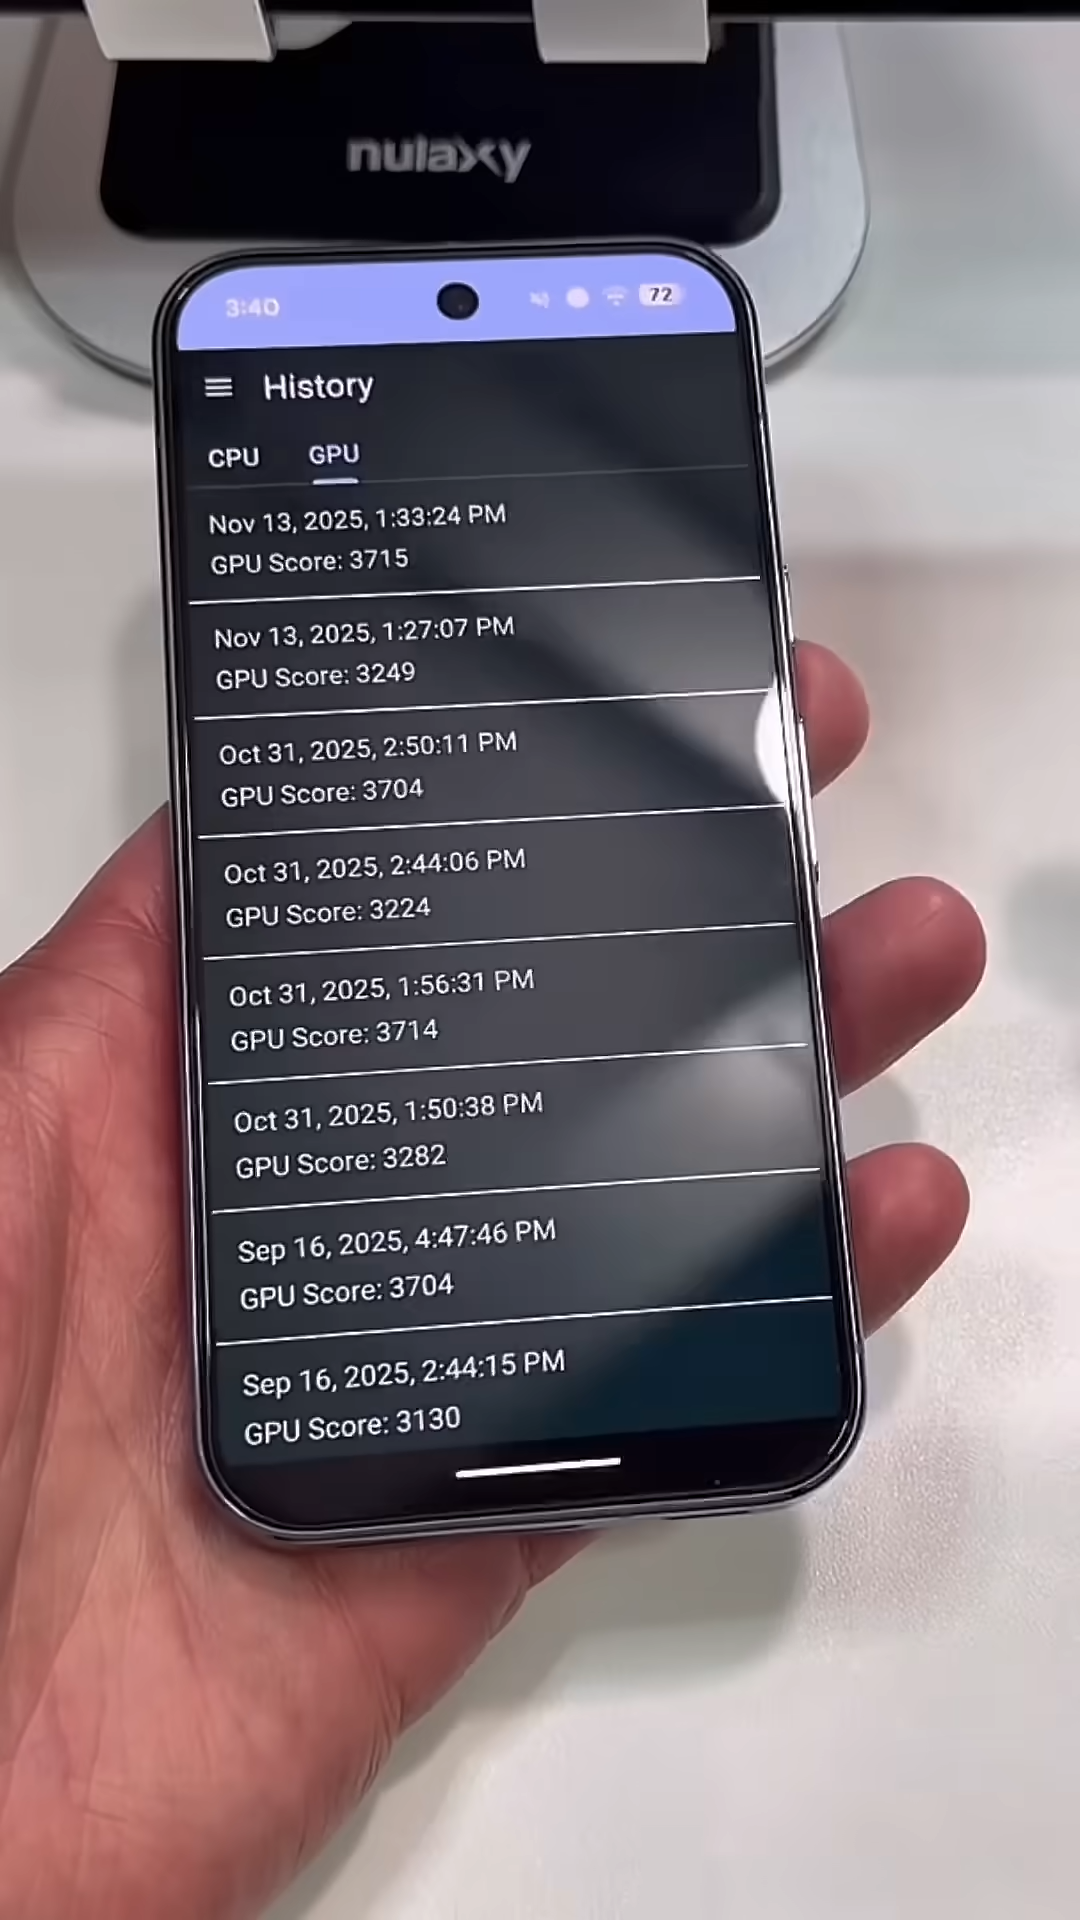 nulaxy
3:40 72
History
CPU GPU
Nov 13, 2025, 1:33:24 PM
GPU Score: 3715
Nov 13, 2025, 1:27:07 PM
GPU Score: 3249
Oct 31, 2025, 2:50:11 PM
GPU Score: 3704
Oct 31, 2025, 2:44:06 PM
GPU Score: 3224
Oct 31, 2025, 1:56:31 PM
GPU Score: 3714
Oct 31, 2025, 1:50:38 PM
GPU Score: 3282
Sep 16, 2025, 4:47:46 PM
GPU Score: 3704
Sep 16, 2025, 2:44:15 PM
GPU Score: 3130